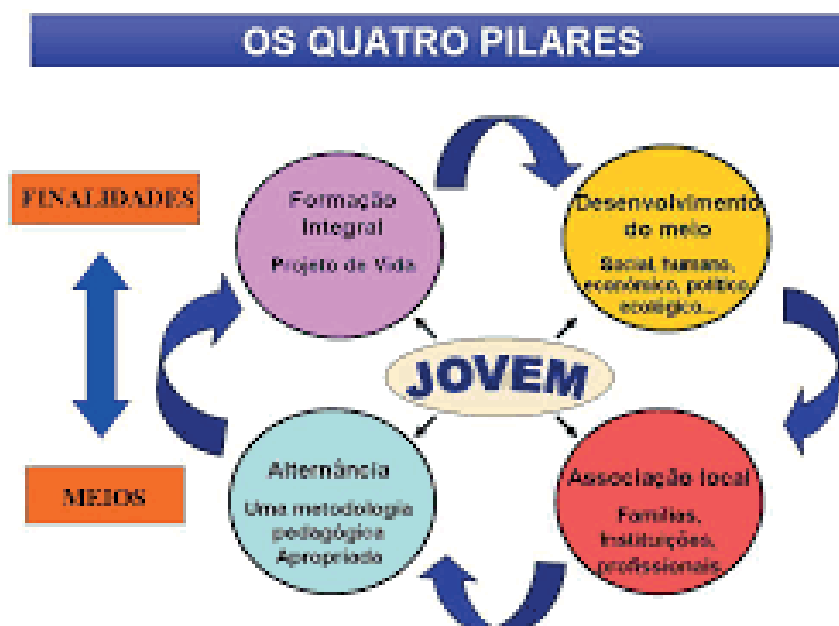 OS QUATRO PILARES
FINALIDADES
Formação
Integral
Projeto de Vida
Desenvolvimento
do meio
Social, humano,
econômico, político
ecológico...
JOVEM
MEIOS
Alternância
Uma metodologia
pedagógica
Apropriada
Associação local
Famílias,
Instituições,
profissionais